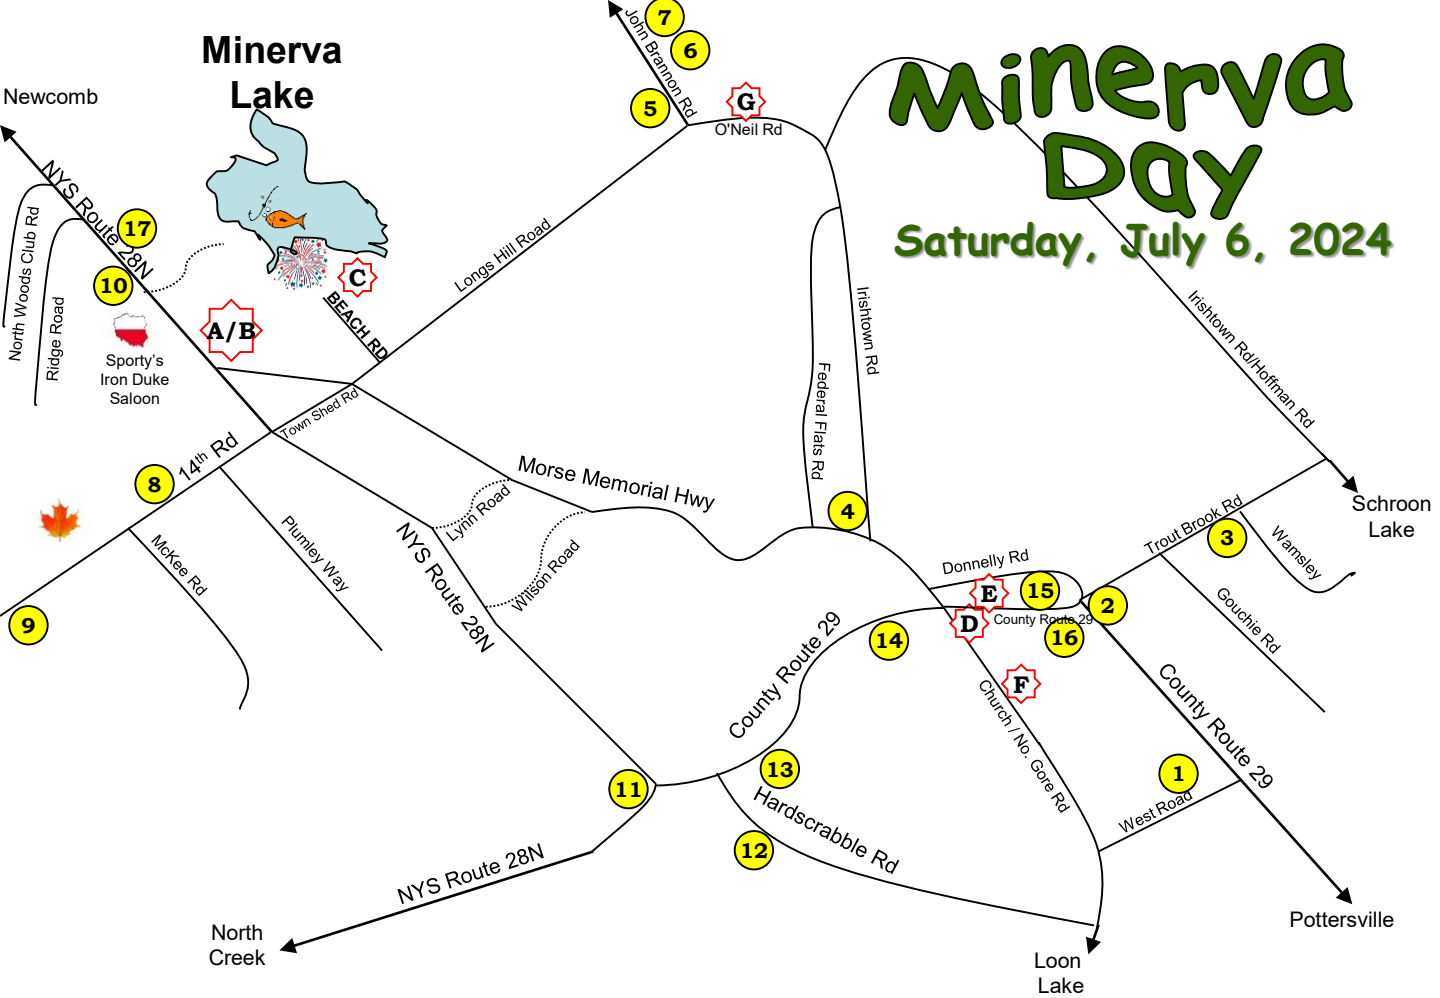 Minerva
Lake
Minerva
Day
Saturday, July 6, 2024
Newcomb
NYS Route 28N
North Woods Club Rd
Ridge Road
17
10
Sporty's
Iron Duke
Saloon
A/B
C
BEACH RD
Longs Hill Road
John Brannon Rd
7
6
5
G
O'Neil Rd
Irishtown Rd
Federal Flats Rd
Irishtown Rd/Hoffman Rd
Schroon
Lake
Town Shed Rd
14th Rd
8
9
McKee Rd
Plumley Way
NYS Route 28N
Lynn Road
Wilson Road
Morse Memorial Hwy
4
Donnelly Rd
E
15
D
County Route 29
16
2
Trout Brook Rd
3
Wamsley
Gouchie Rd
14
County Route 29
F
Church / No. Gore Rd
County Route 29
1
West Road
11
13
12
Hardscrabble Rd
NYS Route 28N
North
Creek
Loon
Lake
Pottersville